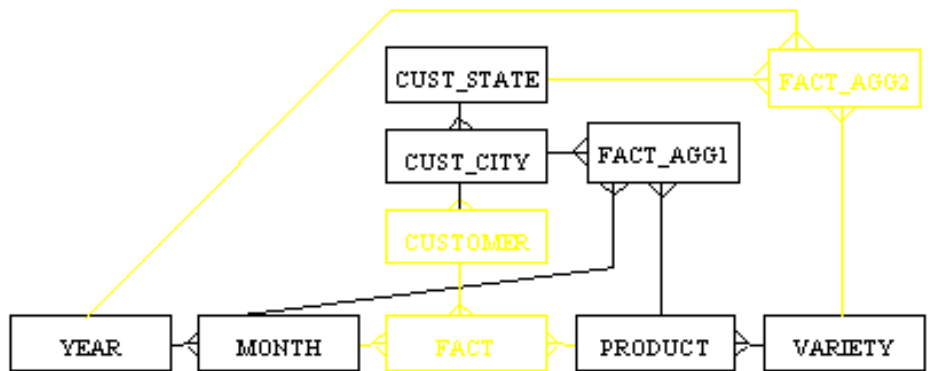 CUST_STATE
FACT_AGG2
CUST_CITY
FACT_AGG1
CUSTOMER
YEAR
MONTH
FACT
PRODUCT
VARIETY